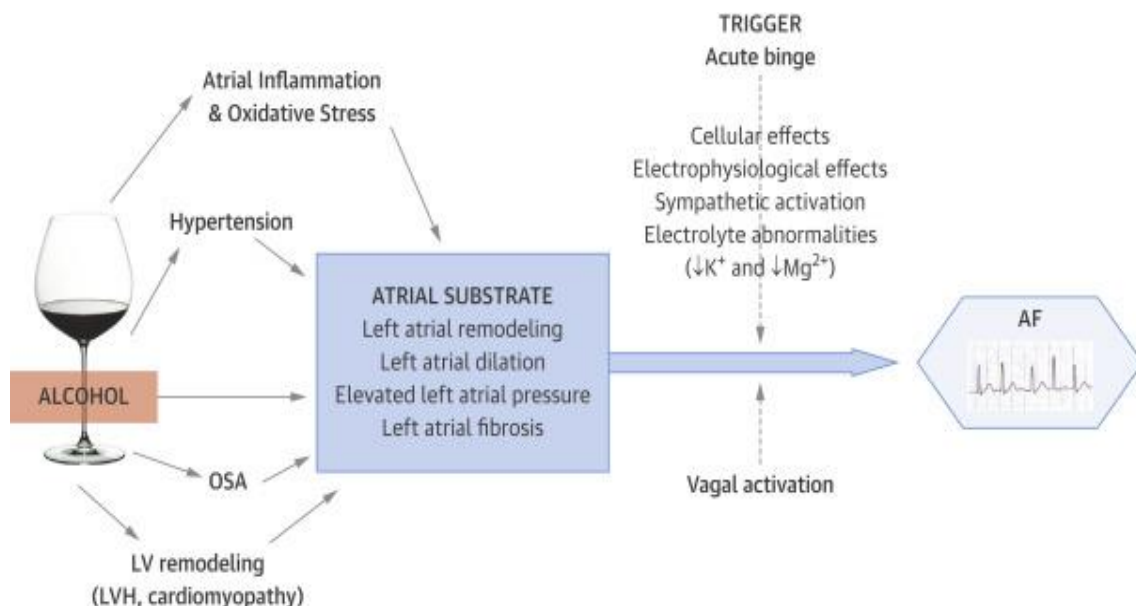 TRIGGER
Acute binge
Atrial Inflammation
& Oxidative Stress
Cellular effects
Electrophysiological effects
Sympathetic activation
Electrolyte abnormalities
(↓K⁺ and ↓Mg²⁺)
Hypertension
ATRIAL SUBSTRATE
Left atrial remodeling
Left atrial dilation
Elevated left atrial pressure
Left atrial fibrosis
AF
ALCOHOL
OSA
Vagal activation
LV remodeling
(LVH, cardiomyopathy)